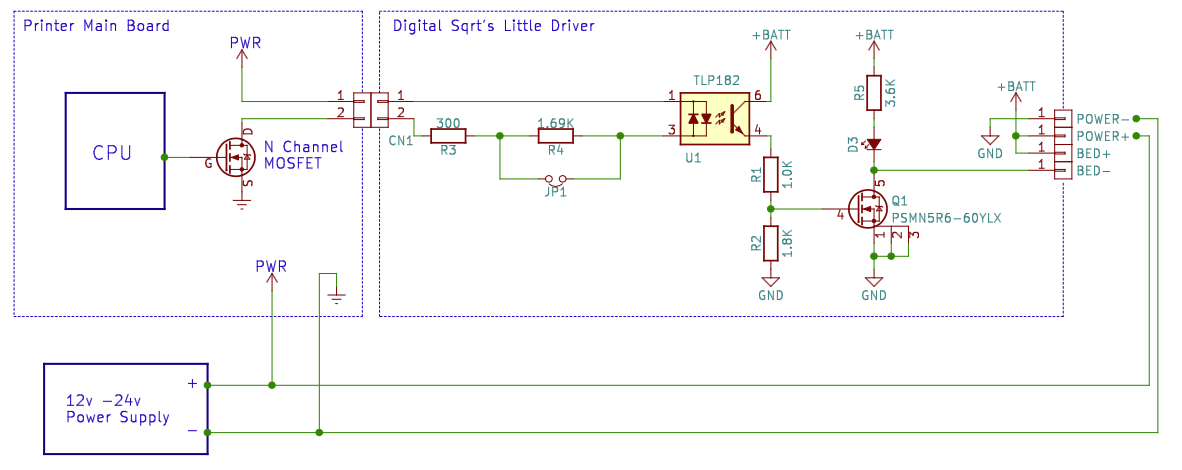 Printer Main Board
Digital Sqrt's Little Driver
PWR
+BATT
+BATT
TLP182
+BATT
R5
3.6K
1
1
1
6
2
2
CN1
300
R3
1.69K
R4
3
4
U1
JP1
CPU
D
G
S
N Channel
MOSFET
D3
1 POWER-
1 POWER+
1 BED+
1 BED-
GND
R1
1.0K
5
4
Q1
PSMN5R6-60YLX
1
2
3
R2
1.8K
GND
GND
PWR
12v -24v
Power Supply
+
-